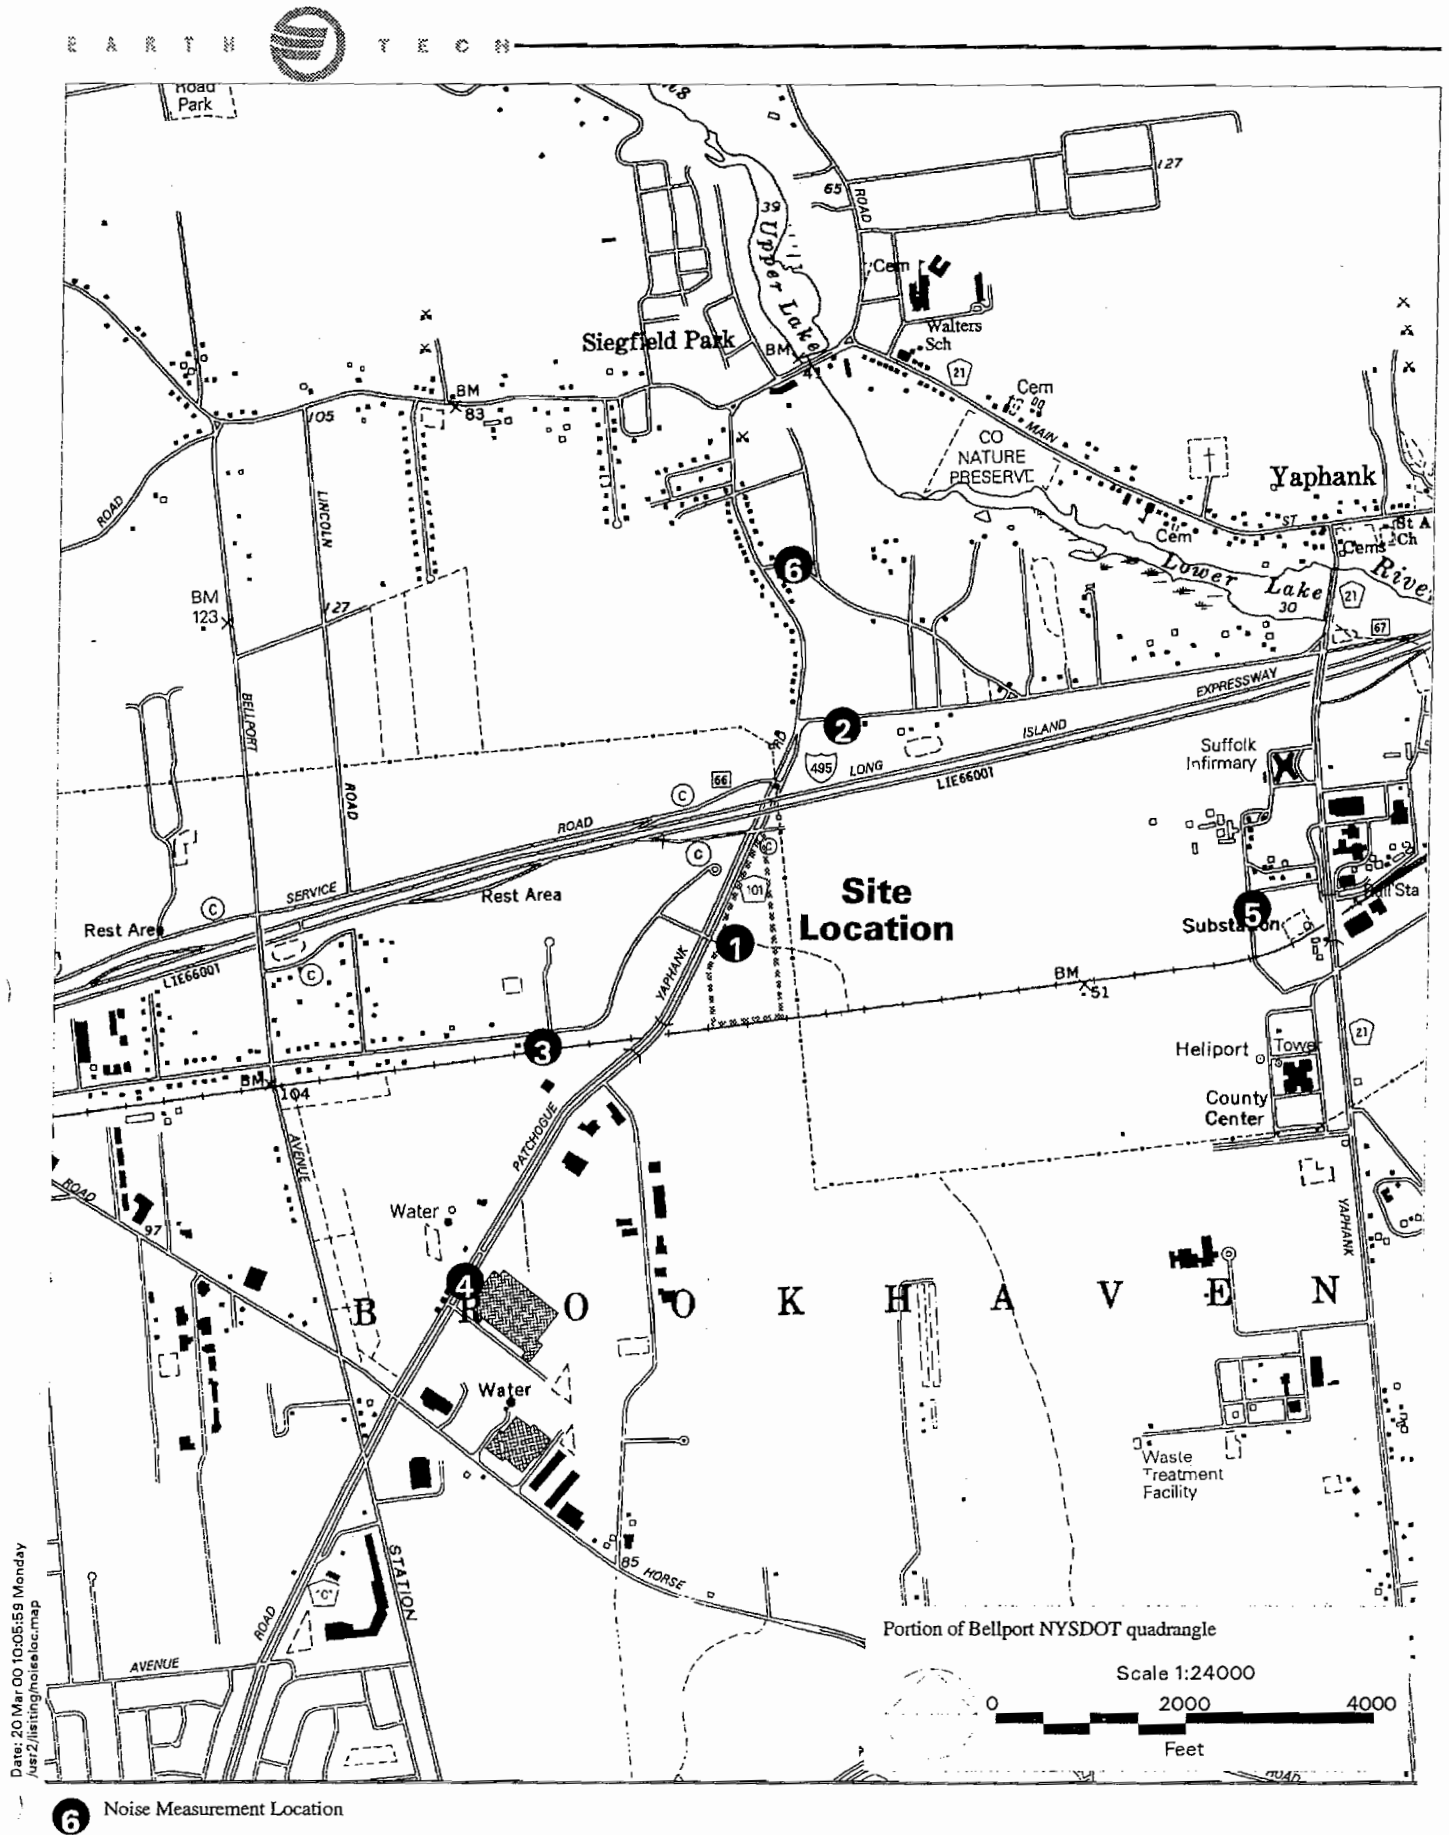 EARTH TECH
Road
Park
127
65
ROAD
39
Upper Lake
Cem
Walters
Sch
Siegfield Park
BM
41
21
Cem
BM
83
105
MAIN
CO
NATURE
PRESERVE
Yaphank
ROAD
LINCOLN
ST
Cem
St A
Ch
Cems
6
Lower Lake
30
River
21
BM
123
127
67
EXPRESSWAY
BELLPORT
2
ISLAND
RD
495
LONG
LIE66001
Suffolk
Infirmary
66
C
ROAD
ROAD
C
C
101
SERVICE
Rest Area
Site
Location
C
Rest Area
5
Substation
1
LIE66001
C
YAPHANK
BM
51
3
21
Heliport
Tower
BM
104
County
Center
PATCHOGUE
AVENUE
ROAD
97
Water
YAPHANK
4
B R O O K H A V E N
Water
Waste
Treatment
Facility
STATION
85
HORSE
"C"
ROAD
AVENUE
Portion of Bellport NYSDOT quadrangle
Scale 1:24000
0 2000 4000
Feet
ROAD
Date: 20 Mar 00 10:05:59 Monday
/usr2/lisiting/noiseloc.map
6 Noise Measurement Location